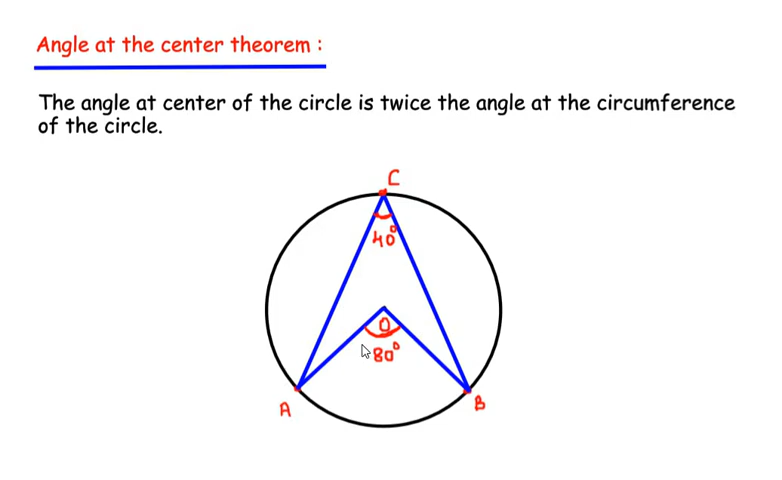 Angle at the center theorem :
The angle at center of the circle is twice the angle at the circumference
of the circle.
C
40°
O
80°
A
B